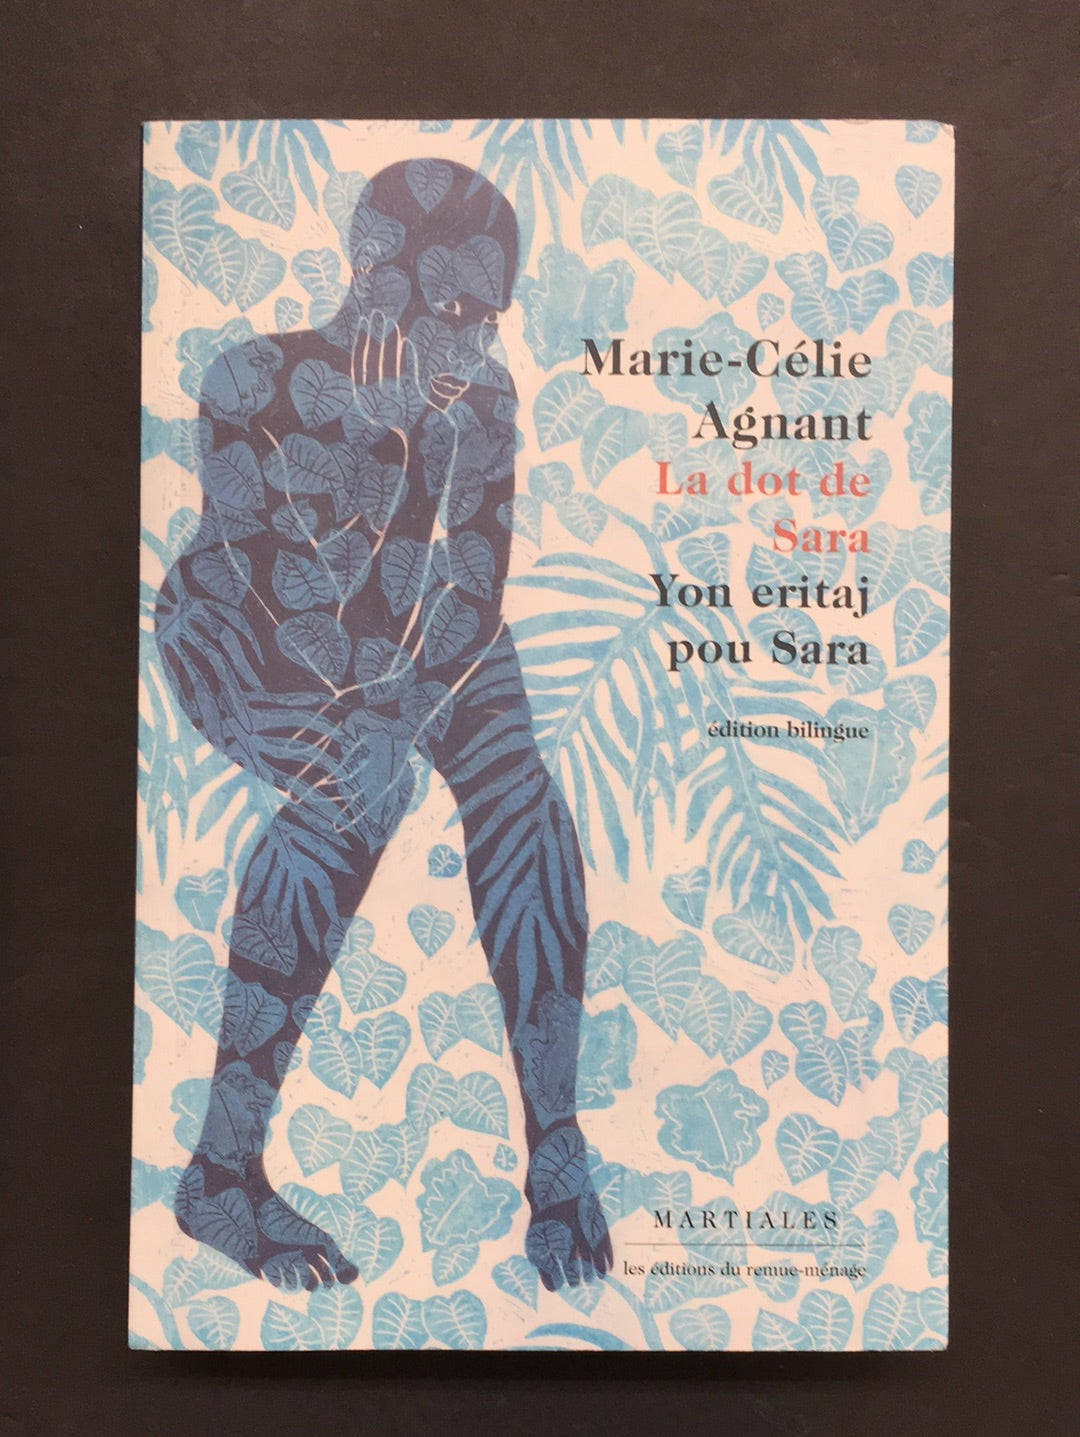 Marie-Célie
Agnant
La dot de
Sara
Yon eritaj
pou Sara
édition bilingue
MARTIALES
les éditions du remue-ménage